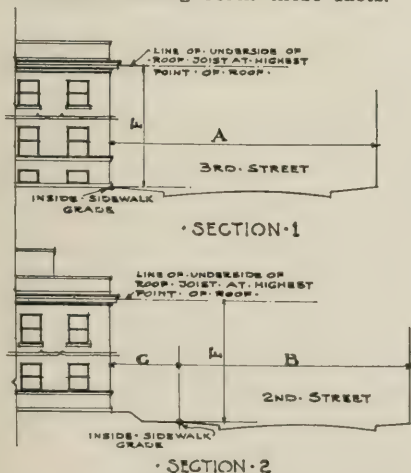 LINE OF UNDERSIDE OF
ROOF JOIST AT HIGHEST
POINT OF ROOF.
F
A
3RD. STREET
INSIDE SIDEWALK
GRADE
· SECTION · 1
LINE OF UNDERSIDE OF
ROOF JOIST AT HIGHEST
POINT OF ROOF.
C
F
B
2ND. STREET
INSIDE SIDEWALK
GRADE
· SECTION · 2